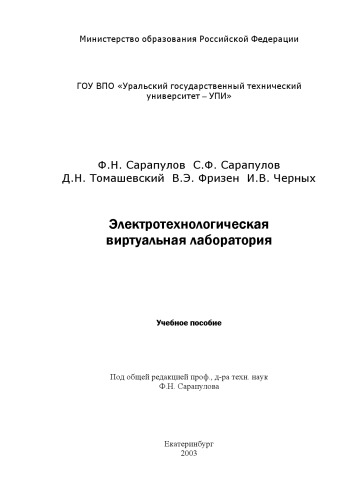 Министерство образования Российской Федерации
ГОУ ВПО «Уральский государственный технический
университет – УПИ»
Ф.Н. Сарапулов С.Ф. Сарапулов
Д.Н. Томашевский В.Э. Фризен И.В. Черных
Электротехнологическая
виртуальная лаборатория
Учебное пособие
Под общей редакцией проф., д-ра техн. наук
Ф.Н. Сарапулова
Екатеринбург
2003